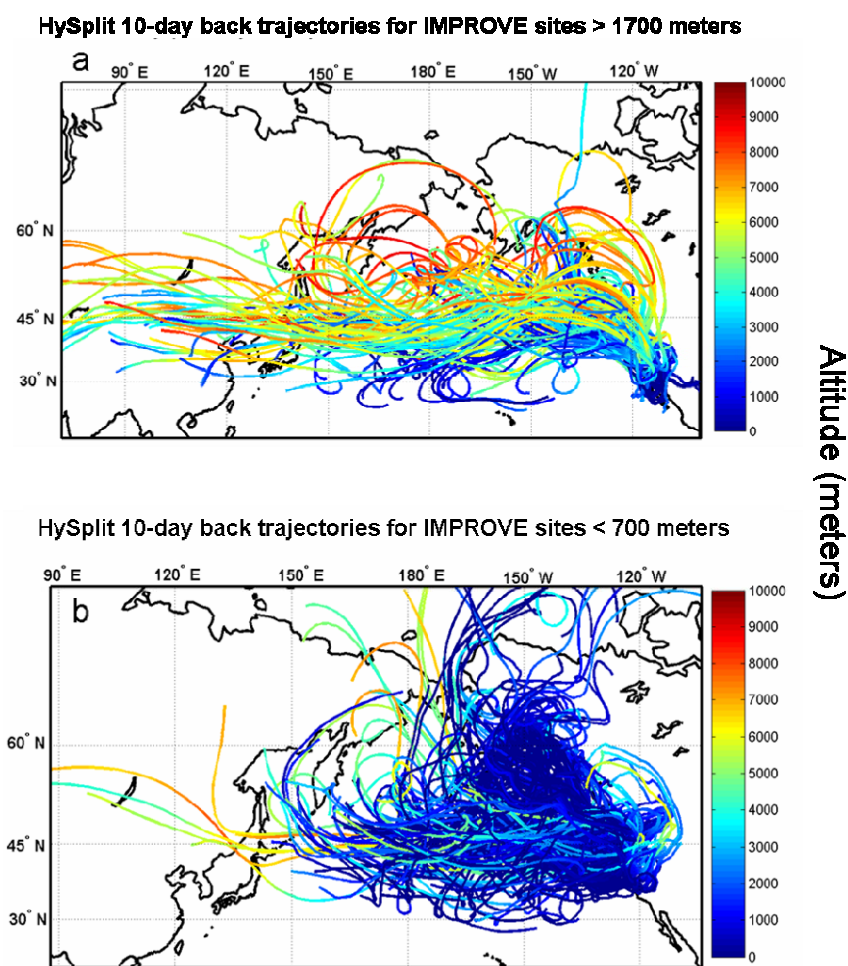 HySplit 10-day back trajectories for IMPROVE sites > 1700 meters
a
90° E 120° E 150° E 180° E 150° W 120° W
60° N
45° N
30° N
10000
9000
8000
7000
6000
5000
4000
3000
2000
1000
0
Altitude (meters)
HySplit 10-day back trajectories for IMPROVE sites < 700 meters
90° E 120° E 150° E 180° E 150° W 120° W
b
60° N
45° N
30° N
10000
9000
8000
7000
6000
5000
4000
3000
2000
1000
0